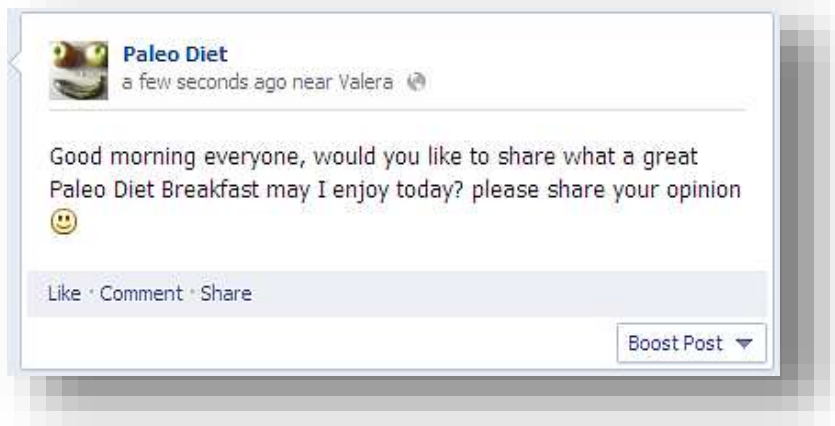 Paleo Diet
a few seconds ago near Valera
Good morning everyone, would you like to share what a great
Paleo Diet Breakfast may I enjoy today? please share your opinion
Like · Comment · Share
Boost Post